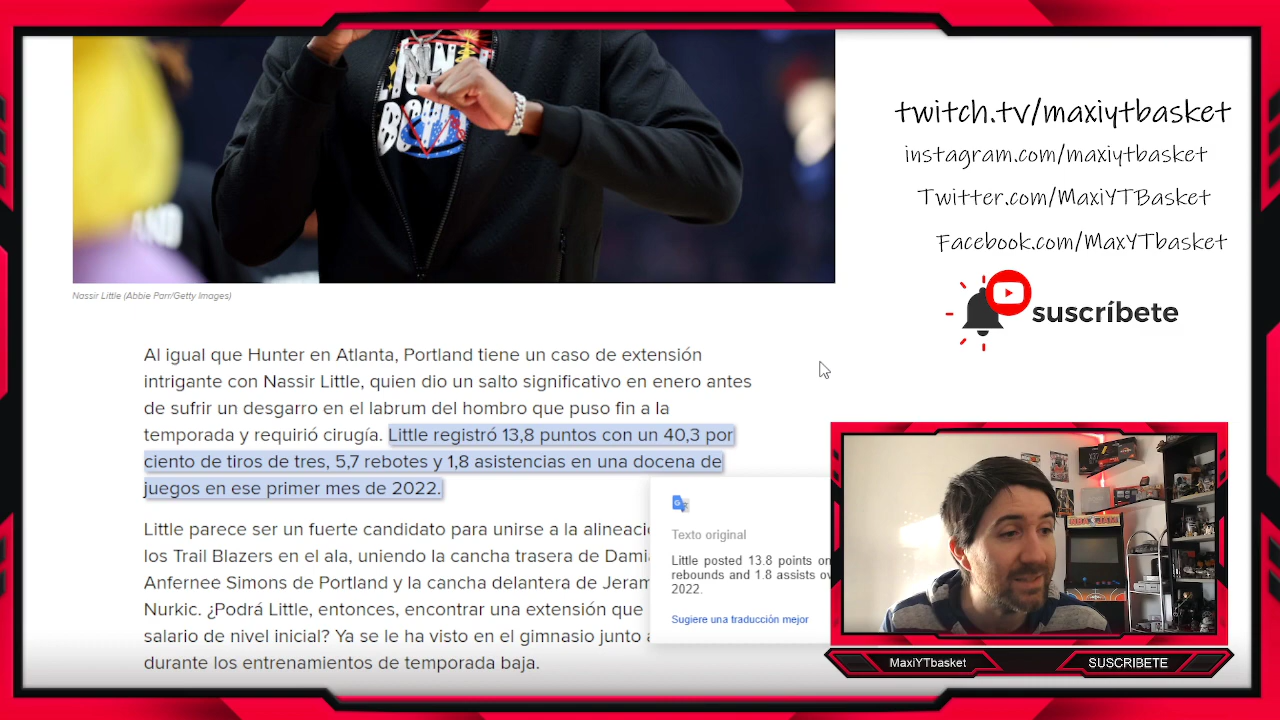 twitch.tv/maxiytbasket
instagram.com/maxiytbasket
Twitter.com/MaxiYTBasket
Facebook.com/MaxYTbasket
suscríbete
Nassir Little (Abbie Parr/Getty Images)
Al igual que Hunter en Atlanta, Portland tiene un caso de extensión
intrigante con Nassir Little, quien dio un salto significativo en enero antes
de sufrir un desgarro en el labrum del hombro que puso fin a la
temporada y requirió cirugía. Little registró 13,8 puntos con un 40,3 por
ciento de tiros de tres, 5,7 rebotes y 1,8 asistencias en una docena de
juegos en ese primer mes de 2022.
Little parece ser un fuerte candidato para unirse a la
los Trail Blazers en el ala, uniendo la cancha trasera de
Anfernee Simons de Portland y la cancha delantera de
Nurkic. ¿Podrá Little, entonces, encontrar una extensión que
salario de nivel inicial? Ya se le ha visto en el gimnasio junto
durante los entrenamientos de temporada baja.
Texto original
Little posted 13.8 points
rebounds and 1.8 assists
2022.
Sugiere una traducción mejor
MaxiYTbasket
SUSCRIBETE